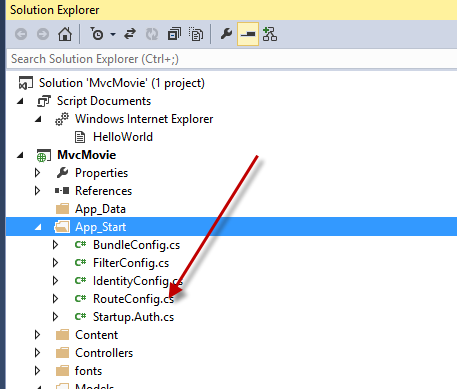 Solution Explorer
Search Solution Explorer (Ctrl+;)
Solution 'MvcMovie' (1 project)
Script Documents
Windows Internet Explorer
HelloWorld
MvcMovie
Properties
References
App_Data
App_Start
C# BundleConfig.cs
C# FilterConfig.cs
C# IdentityConfig.cs
C# RouteConfig.cs
C# Startup.Auth.cs
Content
Controllers
fonts
Models